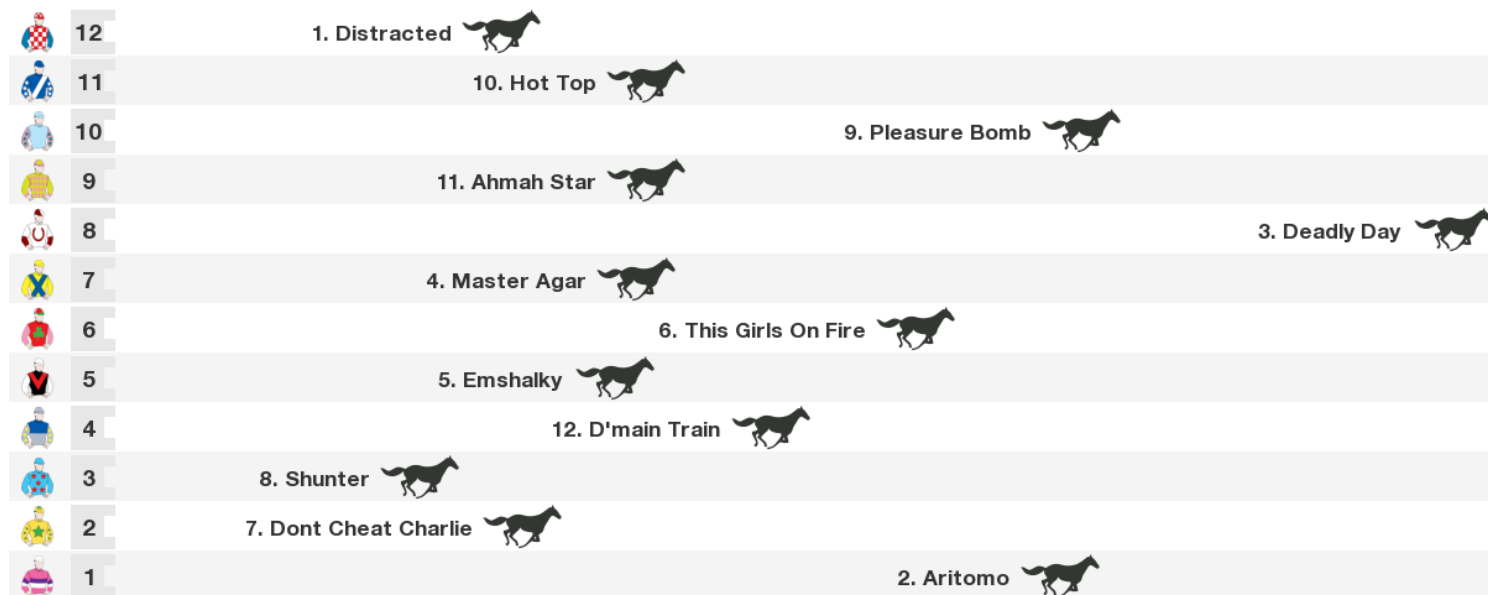 12 1. Distracted
11 10. Hot Top
10 9. Pleasure Bomb
9 11. Ahmah Star
8 3. Deadly Day
7 4. Master Agar
6 6. This Girls On Fire
5 5. Emshalky
4 12. D'main Train
3 8. Shunter
2 7. Dont Cheat Charlie
1 2. Aritomo